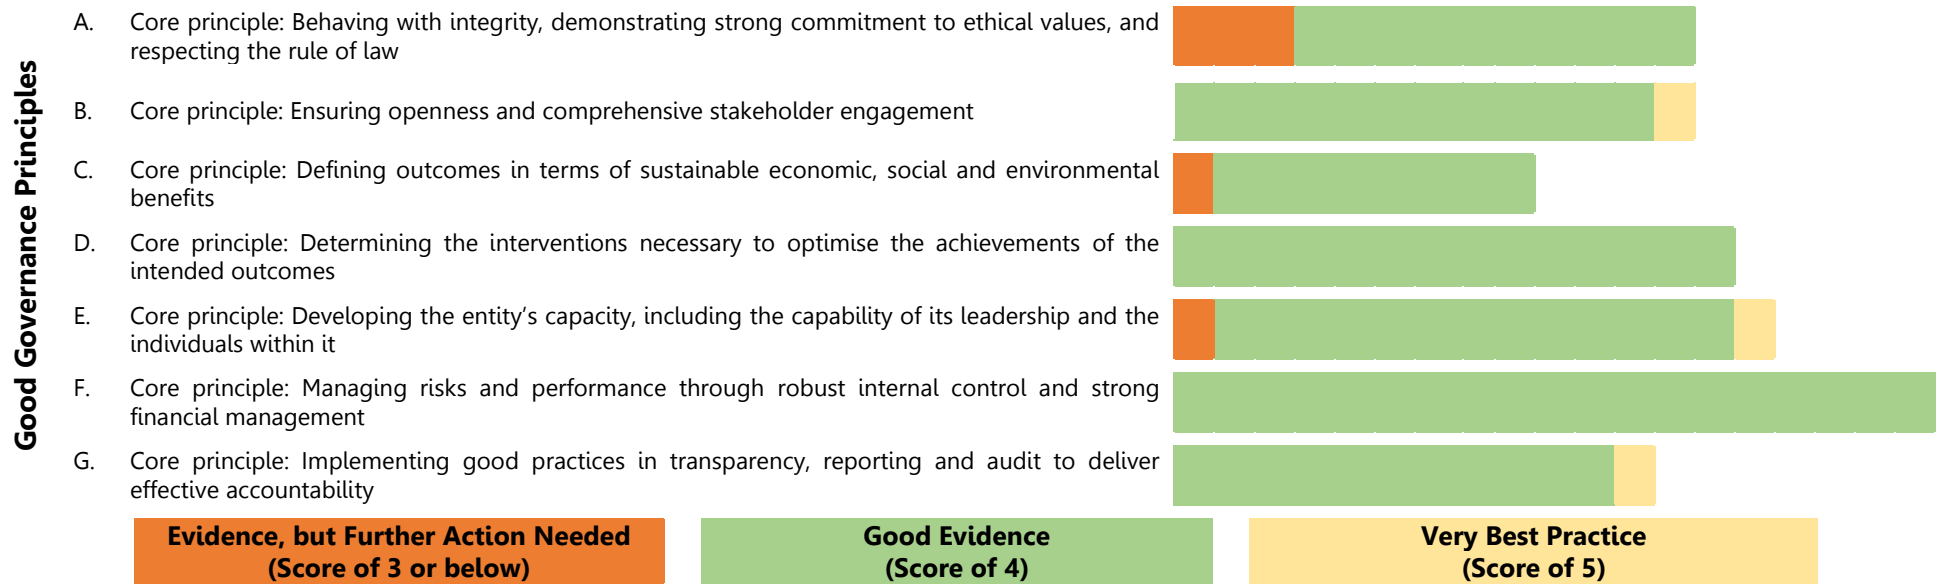 Good Governance Principles
A. Core principle: Behaving with integrity, demonstrating strong commitment to ethical values, and
respecting the rule of law
B. Core principle: Ensuring openness and comprehensive stakeholder engagement
C. Core principle: Defining outcomes in terms of sustainable economic, social and environmental
benefits
D. Core principle: Determining the interventions necessary to optimise the achievements of the
intended outcomes
E. Core principle: Developing the entity’s capacity, including the capability of its leadership and the
individuals within it
F. Core principle: Managing risks and performance through robust internal control and strong
financial management
G. Core principle: Implementing good practices in transparency, reporting and audit to deliver
effective accountability
Evidence, but Further Action Needed
(Score of 3 or below)
Good Evidence
(Score of 4)
Very Best Practice
(Score of 5)